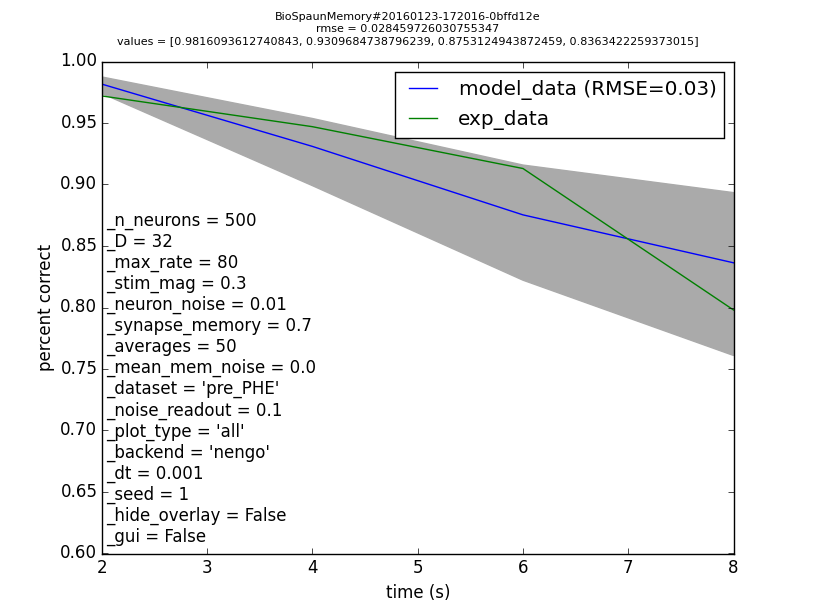 BioSpaunMemory#20160123-172016-0bffd12e
rmse = 0.028459726030755347
values = [0.9816093612740843, 0.9309684738796239, 0.8753124943872459, 0.8363422259373015]
1.00
0.95
0.90
0.85
0.80
0.75
0.70
0.65
0.60
percent correct
model_data (RMSE=0.03)
exp_data
_n_neurons = 500
_D = 32
_max_rate = 80
_stim_mag = 0.3
_neuron_noise = 0.01
_synapse_memory = 0.7
_averages = 50
_mean_mem_noise = 0.0
_dataset = 'pre_PHE'
_noise_readout = 0.1
_plot_type = 'all'
_backend = 'nengo'
_dt = 0.001
_seed = 1
_hide_overlay = False
_gui = False
2 3 4 5 6 7 8
time (s)